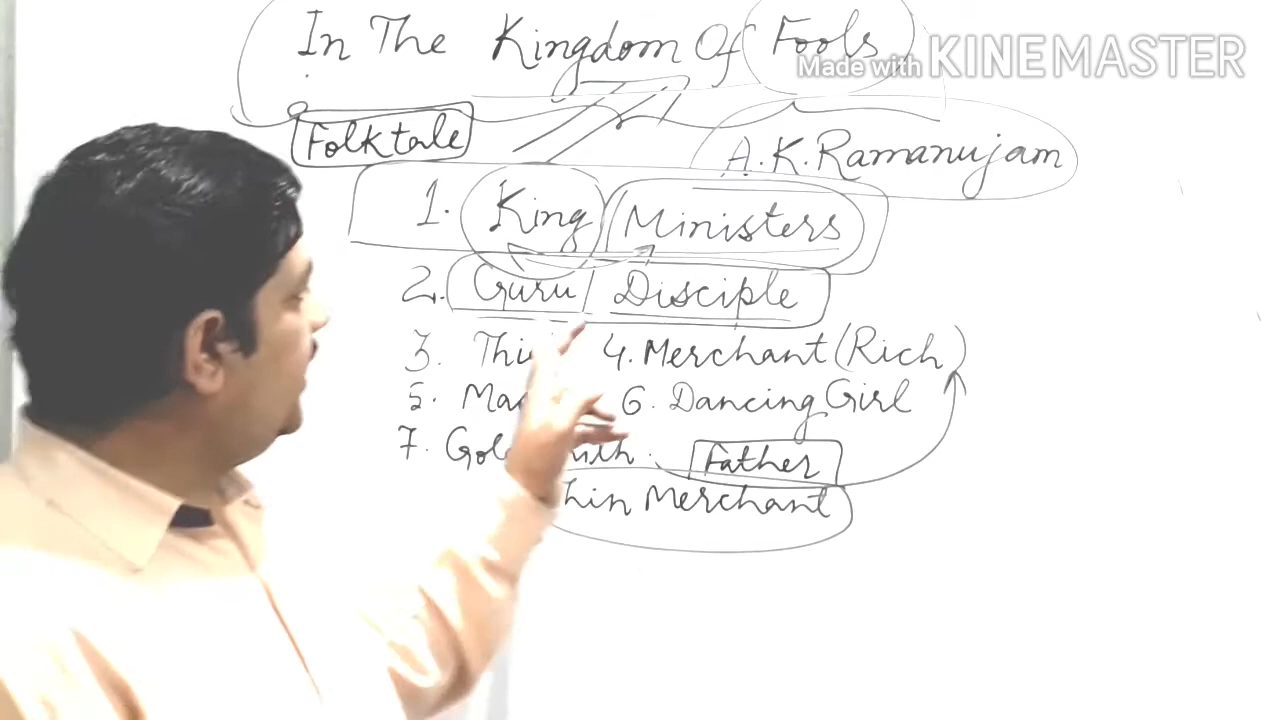 In The Kingdom Of Fools
Made with KINEMASTER
Folktale
A.K.Ramanujam
1. King Ministers
2. Guru / Disciple
3. 4. Merchant (Rich)
5. 6. Dancing Girl
7. Father
Merchant